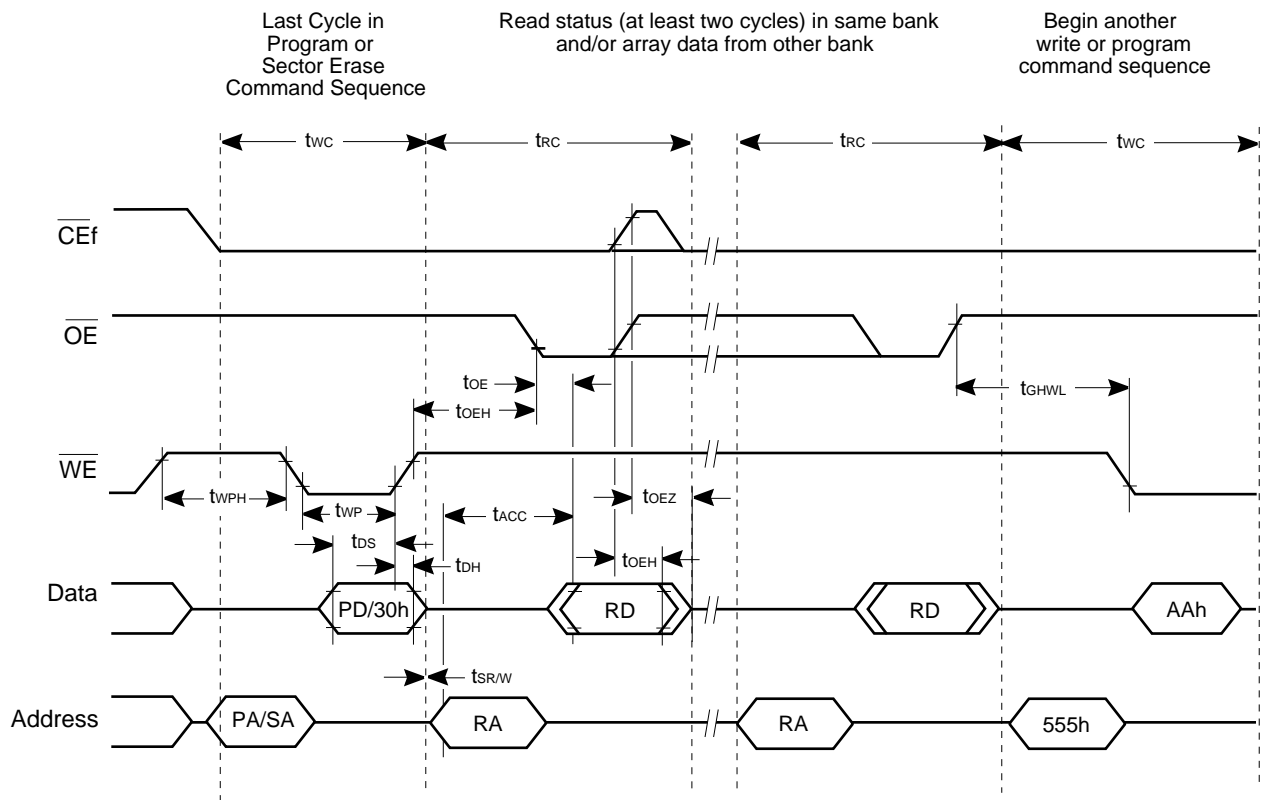 Last Cycle in
Program or
Sector Erase
Command Sequence
Read status (at least two cycles) in same bank
and/or array data from other bank
Begin another
write or program
command sequence
tWC
tRC
tRC
tWC
CEf
OE
tOE
tOEH
tGHWL
WE
tWPH
tWP
tACC
tOEZ
tDS
tDH
tOEH
Data
PD/30h
RD
RD
AAh
tSR/W
Address
PA/SA
RA
RA
555h